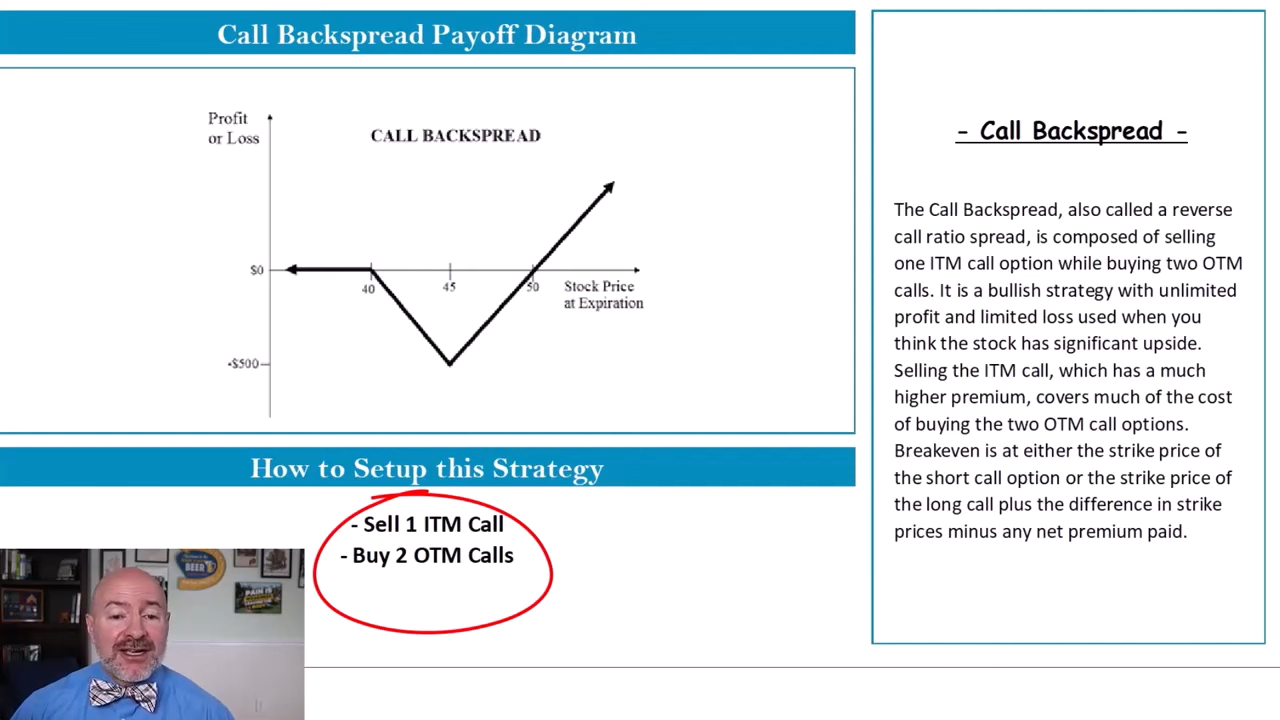 Call Backspread Payoff Diagram
Profit
or Loss
CALL BACKSPREAD
$0
40
45
50
Stock Price
at Expiration
-$500
How to Setup this Strategy
- Sell 1 ITM Call
- Buy 2 OTM Calls
BEER
PAIN IS
- Call Backspread -
The Call Backspread, also called a reverse
call ratio spread, is composed of selling
one ITM call option while buying two OTM
calls. It is a bullish strategy with unlimited
profit and limited loss used when you
think the stock has significant upside.
Selling the ITM call, which has a much
higher premium, covers much of the cost
of buying the two OTM call options.
Breakeven is at either the strike price of
the short call option or the strike price of
the long call plus the difference in strike
prices minus any net premium paid.